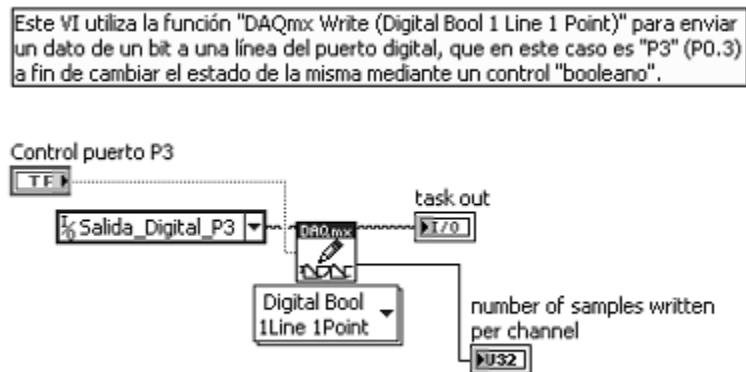 Este VI utiliza la función "DAQmx Write (Digital Bool 1 Line 1 Point)" para enviar
un dato de un bit a una línea del puerto digital, que en este caso es "P3" (P0.3)
a fin de cambiar el estado de la misma mediante un control "booleano".
Control puerto P3
TF
task out
I/O
Salida_Digital_P3
DAQmx
I/O
Digital Bool
1Line 1Point
number of samples written
per channel
U32